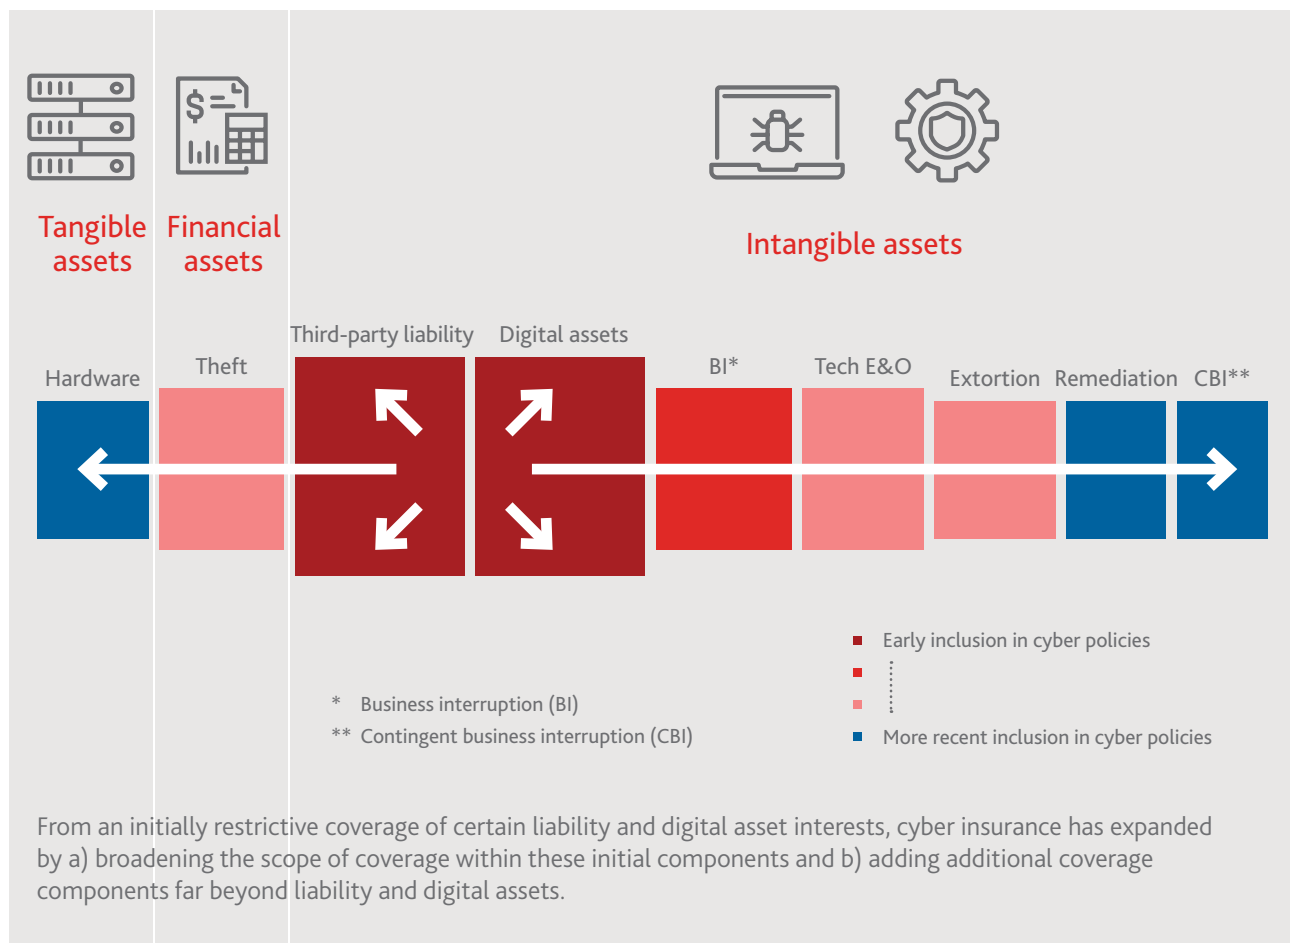 Tangible
assets
Financial
assets
Intangible assets
Third-party liability
Digital assets
Hardware
Theft
BI*
Tech E&O
Extortion
Remediation
CBI**
Early inclusion in cyber policies
* Business interruption (BI)
** Contingent business interruption (CBI)
More recent inclusion in cyber policies
From an initially restrictive coverage of certain liability and digital asset interests, cyber insurance has expanded
by a) broadening the scope of coverage within these initial components and b) adding additional coverage
components far beyond liability and digital assets.